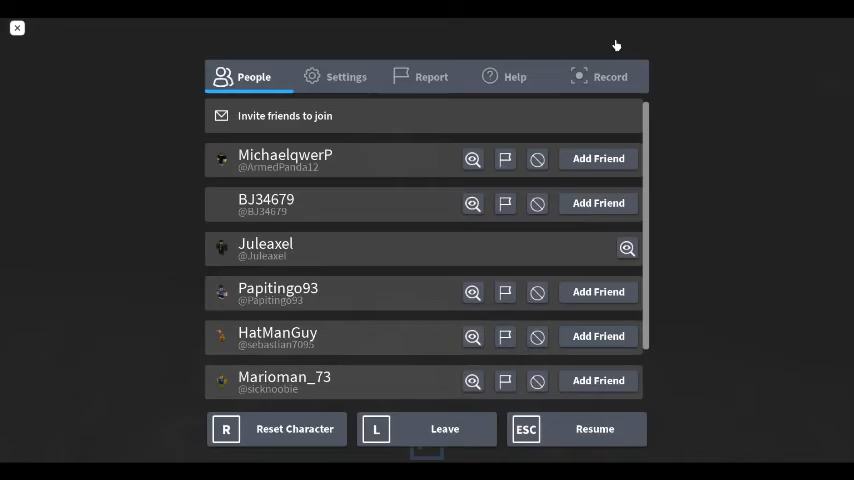 People
Settings
Report
Help
Record
Invite friends to join
MichaelqwerP
@ArmedPanda12
Add Friend
BJ34679
@BJ34679
Add Friend
Juleaxel
@Juleaxel
Papitingo93
@Papitingo93
Add Friend
HatManGuy
@sebastian7095
Add Friend
Marioman_73
@sicknoobie
Add Friend
R Reset Character
L Leave
ESC Resume